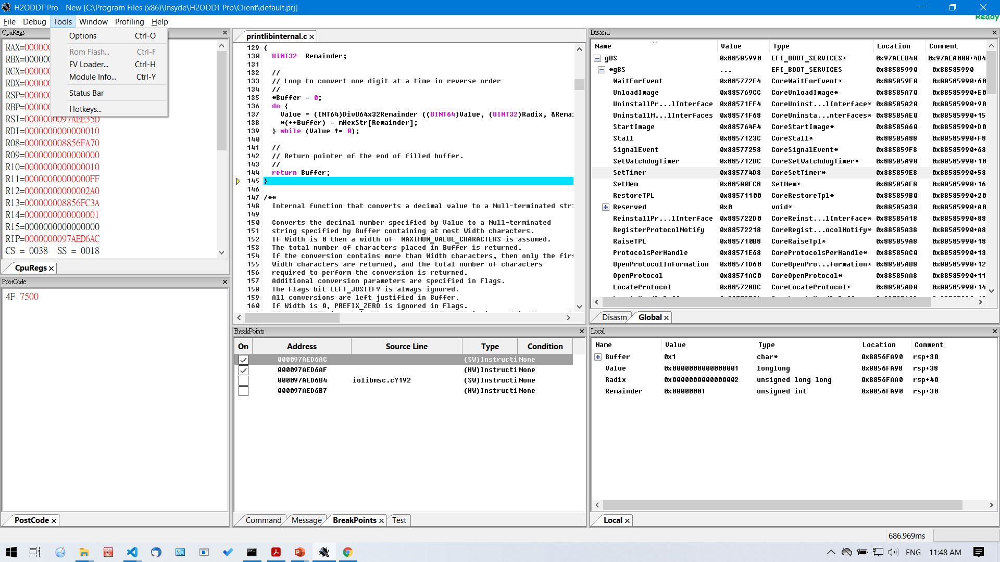 H2ODDT Pro - New [C:\Program Files (x86)\Insyde\H2ODDT Pro\Client\default.prj]
File Debug Tools Window Profiling Help
Ready
Options Ctrl-O
Rom Flash... Ctrl-F
FV Loader... Ctrl-H
Module Info... Ctrl-Y
Status Bar
Hotkeys...
CpuRegs
RAX=000000
RBX=000000
RCX=000000
RDX=000000
RSP=000000
RBP=000000
RSI=0000000097AEE35D
RDI=0000000000000010
R08=000000008856FA70
R09=0000000000000000
R10=0000000000000010
R11=00000000000000FF
R12=00000000000002A0
R13=000000008856FC3A
R14=0000000000000001
R15=0000000000000000
RIP=0000000097AED6AC
CS = 0038 SS = 0018
CpuRegs
PostCode
4F 7500
PostCode
printlibinternal.c
129 {
130 UINT32 Remainder;
131
132 //
133 // Loop to convert one digit at a time in reverse order
134 //
135 *Buffer = 0;
136 do {
137 Value = (INT64)DivU64x32Remainder ((UINT64)Value, (UINT32)Radix, &Remai
138 *(++Buffer) = mHexStr[Remainder];
139 } while (Value != 0);
140
141 //
142 // Return pointer of the end of filled buffer.
143 //
144 return Buffer;
145 }
146
147 /**
148 Internal function that converts a decimal value to a Null-terminated stri
149
150 Converts the decimal number specified by Value to a Null-terminated
151 string specified by Buffer containing at most Width characters.
152 If Width is 0 then a width of MAXIMUM_VALUE_CHARACTERS is assumed.
153 The total number of characters placed in Buffer is returned.
154 If the conversion contains more than Width characters, then only the firs
155 Width characters are returned, and the total number of characters
156 required to perform the conversion is returned.
157 Additional conversion parameters are specified in Flags.
158 The Flags bit LEFT_JUSTIFY is always ignored.
159 All conversions are left justified in Buffer.
160 If Width is 0, PREFIX_ZERO is ignored in Flags.
BreakPoints
On Address Source Line Type Condition
000097AED6AC (SW)Instructi None
000097AED6AF (HW)Instructi None
000097AED6B4 iolibmsc.c?192 (SW)Instructi None
000097AED6B7 (HW)Instructi None
Command Message BreakPoints Test
Disasm
Name Value Type Location Comment
gBS 0x88585990 EFI_BOOT_SERVICES* 0x97AEEB40 0x97AEA000+4B4
*gBS ... EFI_BOOT_SERVICES 0x88585990 0x88585990
WaitForEvent 0x885772E4 CoreWaitForEvent* 0x885859F0 0x88585990+60
UnloadImage 0x885769CC CoreUnloadImage* 0x88585A70 0x88585990+E0
UninstallPr...lInterface 0x88571FF4 CoreUninst...lInterface* 0x88585A20 0x88585990+90
UninstallM...lInterfaces 0x88571F68 CoreUninsta...nterfaces* 0x88585AE0 0x88585990+15
StartImage 0x885764F4 CoreStartImage* 0x88585A60 0x88585990+D0
Stall 0x8857123C CoreStall* 0x88585A88 0x88585990+F8
SignalEvent 0x88577258 CoreSignalEvent* 0x885859F8 0x88585990+68
SetWatchdogTimer 0x885712DC CoreSetWatchdogTimer* 0x88585A90 0x88585990+10
SetTimer 0x885774D8 CoreSetTimer* 0x885859E8 0x88585990+58
SetMem 0x88580FC8 SetMem* 0x88585AF8 0x88585990+16
RestoreTPL 0x88571100 CoreRestoreTpl* 0x885859B0 0x88585990+20
Reserved 0x0 void* 0x88585A30 0x88585990+A0
ReinstallPr...lInterface 0x885722D0 CoreReinst...lInterface* 0x88585A18 0x88585990+88
RegisterProtocolNotify 0x88572218 CoreRegist...ocolNotify* 0x88585A38 0x88585990+A8
RaiseTPL 0x885710B8 CoreRaiseTpl* 0x885859A8 0x88585990+18
ProtocolsPerHandle 0x88571E68 CoreProtocolsPerHandle* 0x88585AC0 0x88585990+13
OpenProtocolInformation 0x88571D60 CoreOpenPro...formation* 0x88585AB8 0x88585990+12
OpenProtocol 0x88571AC0 CoreOpenProtocol* 0x88585AA8 0x88585990+11
LocateProtocol 0x885728BC CoreLocateProtocol* 0x88585AD0 0x88585990+14
Disasm Global
Local
Name Value Type Location Comment
Buffer 0x1 char* 0x8856FA90 rsp+30
Value 0x0000000000000001 longlong 0x8856FA98 rsp+38
Radix 0x0000000000000002 unsigned long long 0x8856FAA0 rsp+40
Remainder 0x00000001 unsigned int 0x8856FA90 rsp+30
Local
686.969ms
ENG 11:48 AM